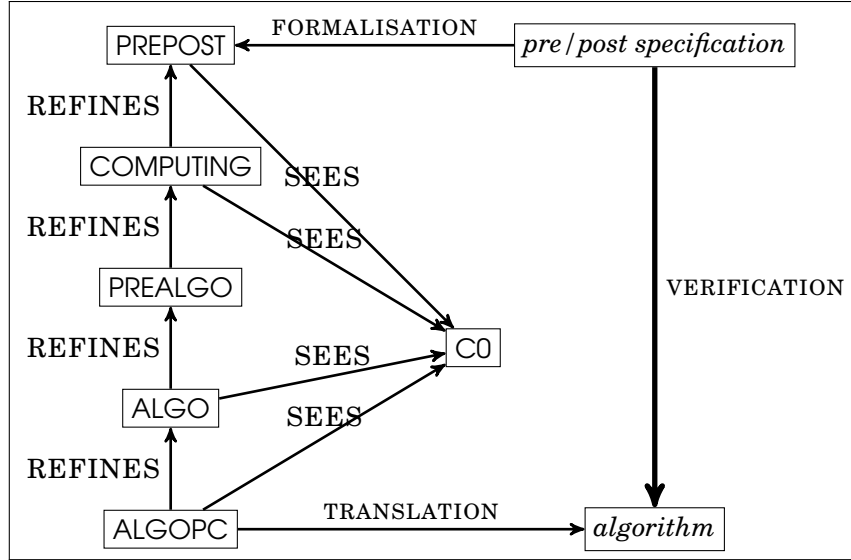 FORMALISATION
PREPOST
pre/post specification
REFINES
COMPUTING
SEES
REFINES
SEES
PREALGO
VERIFICATION
REFINES
SEES
C0
ALGO
SEES
REFINES
TRANSLATION
ALGOPC
algorithm